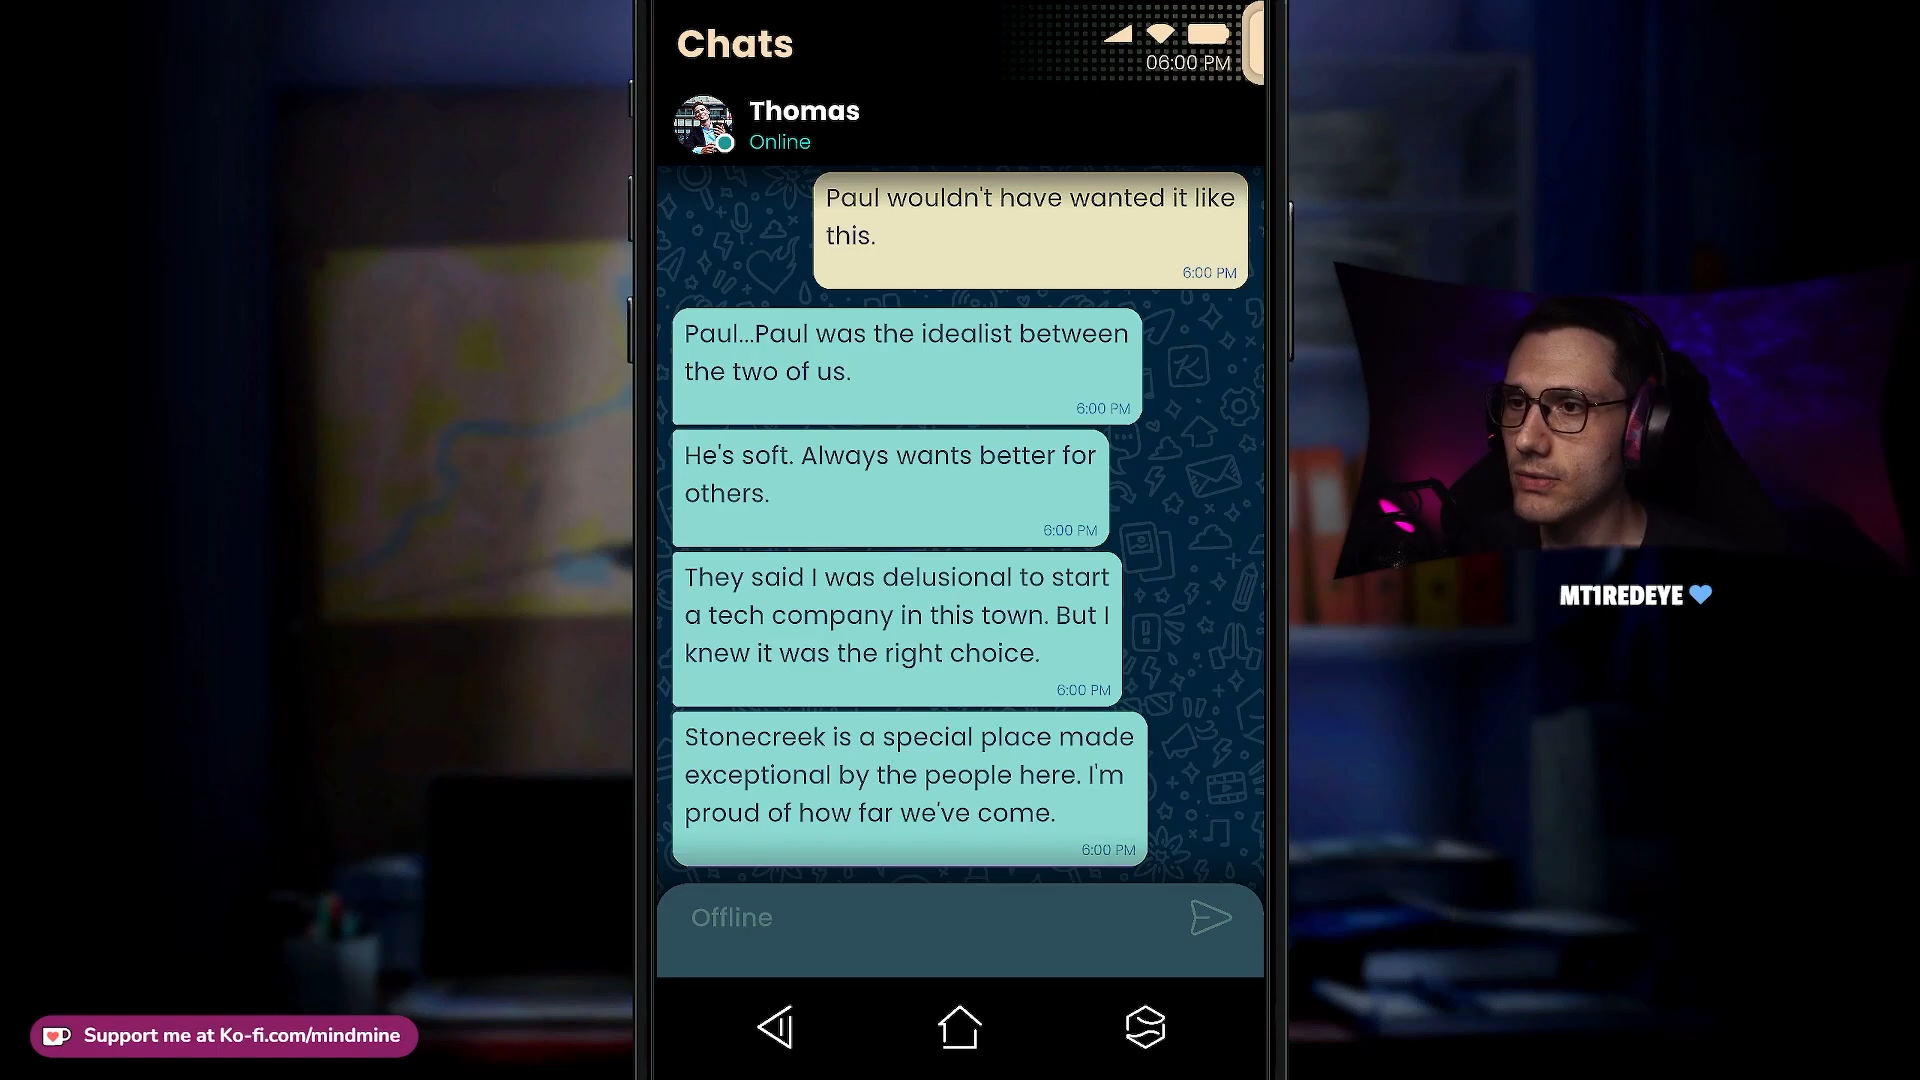 Chats
06:00 PM
Thomas
Online
Paul wouldn't have wanted it like
this.
6:00 PM
Paul...Paul was the idealist between
the two of us.
6:00 PM
He's soft. Always wants better for
others.
6:00 PM
They said I was delusional to start
a tech company in this town. But I
knew it was the right choice.
6:00 PM
Stonecreek is a special place made
exceptional by the people here. I'm
proud of how far we've come.
6:00 PM
Offline
MT1REDEYE
Support me at Ko-fi.com/mindmine